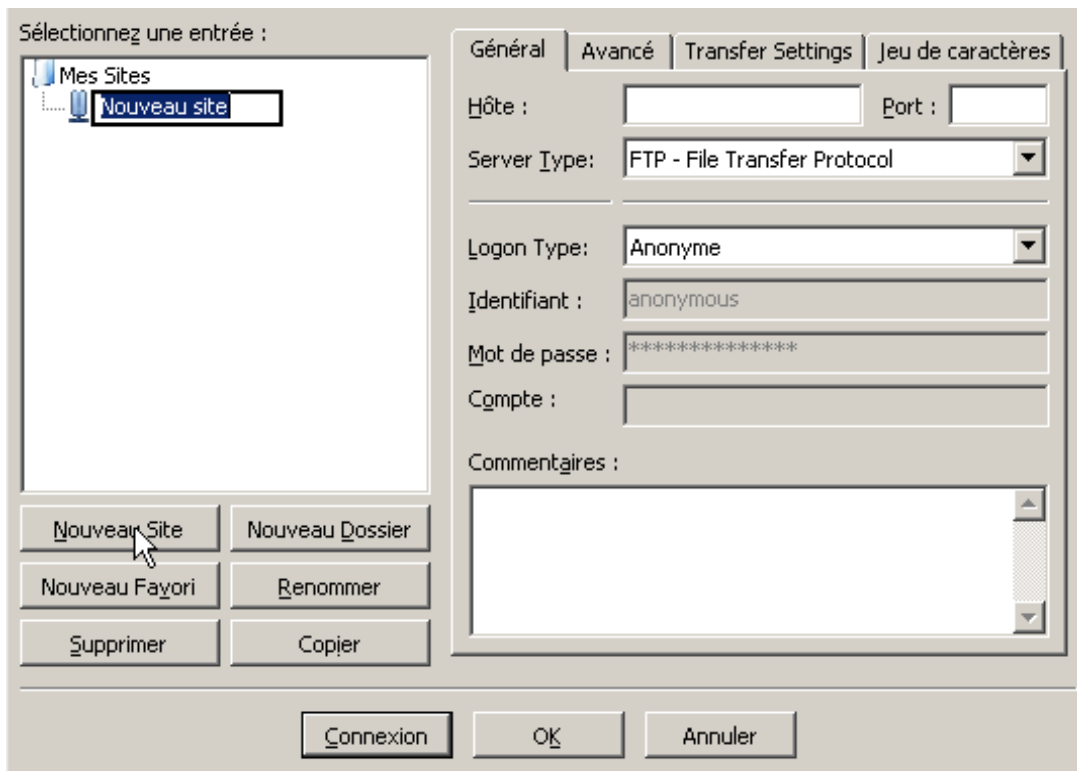 Sélectionnez une entrée :
Mes Sites
Nouveau site
Nouveau Site
Nouveau Dossier
Nouveau Favori
Renommer
Supprimer
Copier
Général
Avancé
Transfer Settings
Jeu de caractères
Hôte :
Port :
Server Type:
FTP - File Transfer Protocol
Logon Type:
Anonyme
Identifiant :
anonymous
Mot de passe :
**************
Compte :
Commentaires :
Connexion
OK
Annuler